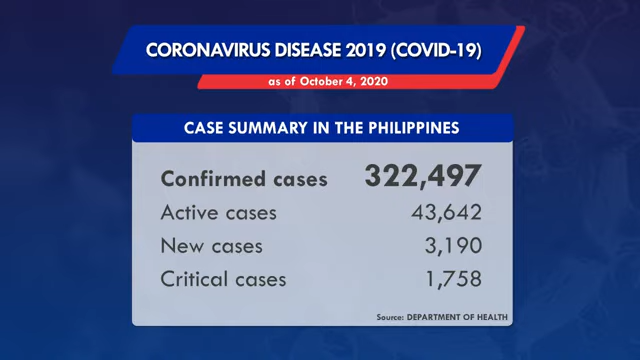 CORONAVIRUS DISEASE 2019 (COVID-19)
as of October 4, 2020
CASE SUMMARY IN THE PHILIPPINES
Confirmed cases 322,497
Active cases 43,642
New cases 3,190
Critical cases 1,758
Source: DEPARTMENT OF HEALTH